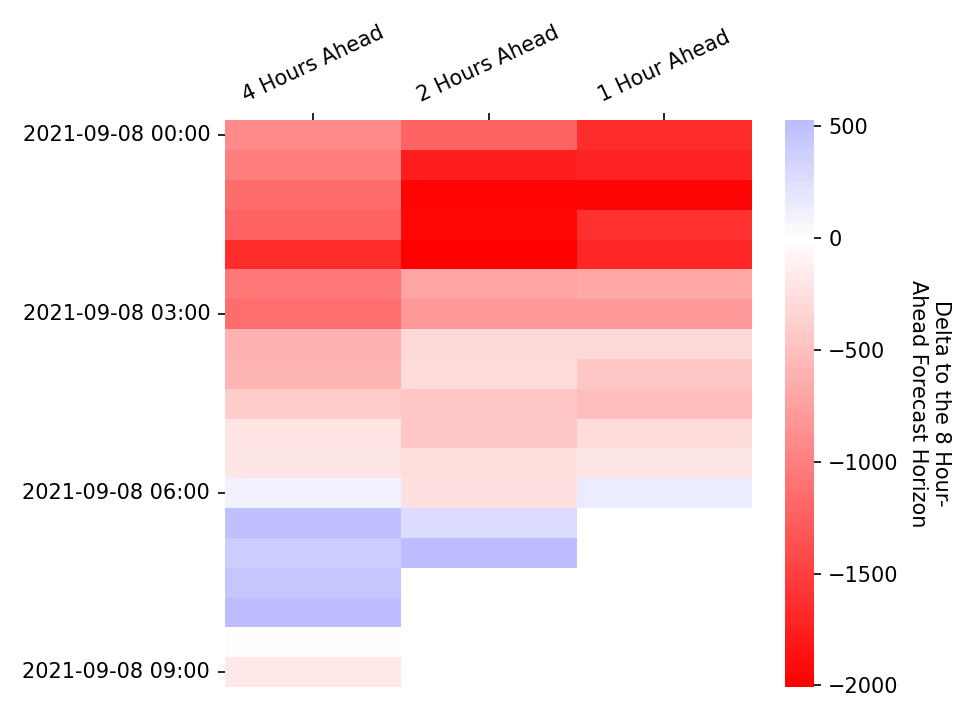 4 Hours Ahead
2 Hours Ahead
1 Hour Ahead
2021-09-08 00:00
2021-09-08 03:00
2021-09-08 06:00
2021-09-08 09:00
500
0
−500
−1000
−1500
−2000
Delta to the 8 Hour-
Ahead Forecast Horizon